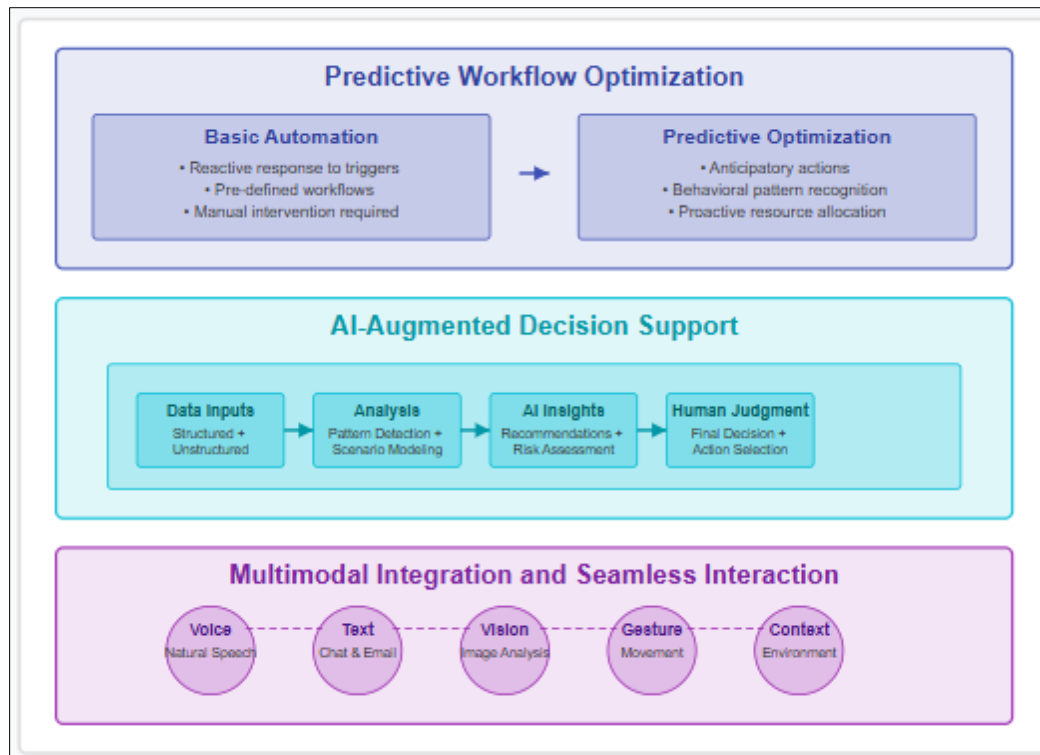 Predictive Workflow Optimization
Basic Automation
• Reactive response to triggers
• Pre-defined workflows
• Manual intervention required
Predictive Optimization
• Anticipatory actions
• Behavioral pattern recognition
• Proactive resource allocation
AI-Augmented Decision Support
Data Inputs
Structured +
Unstructured
Analysis
Pattern Detection +
Scenario Modeling
AI Insights
Recommendations +
Risk Assessment
Human Judgment
Final Decision +
Action Selection
Multimodal Integration and Seamless Interaction
Voice
Natural Speech
Text
Chat & Email
Vision
Image Analysis
Gesture
Movement
Context
Environment